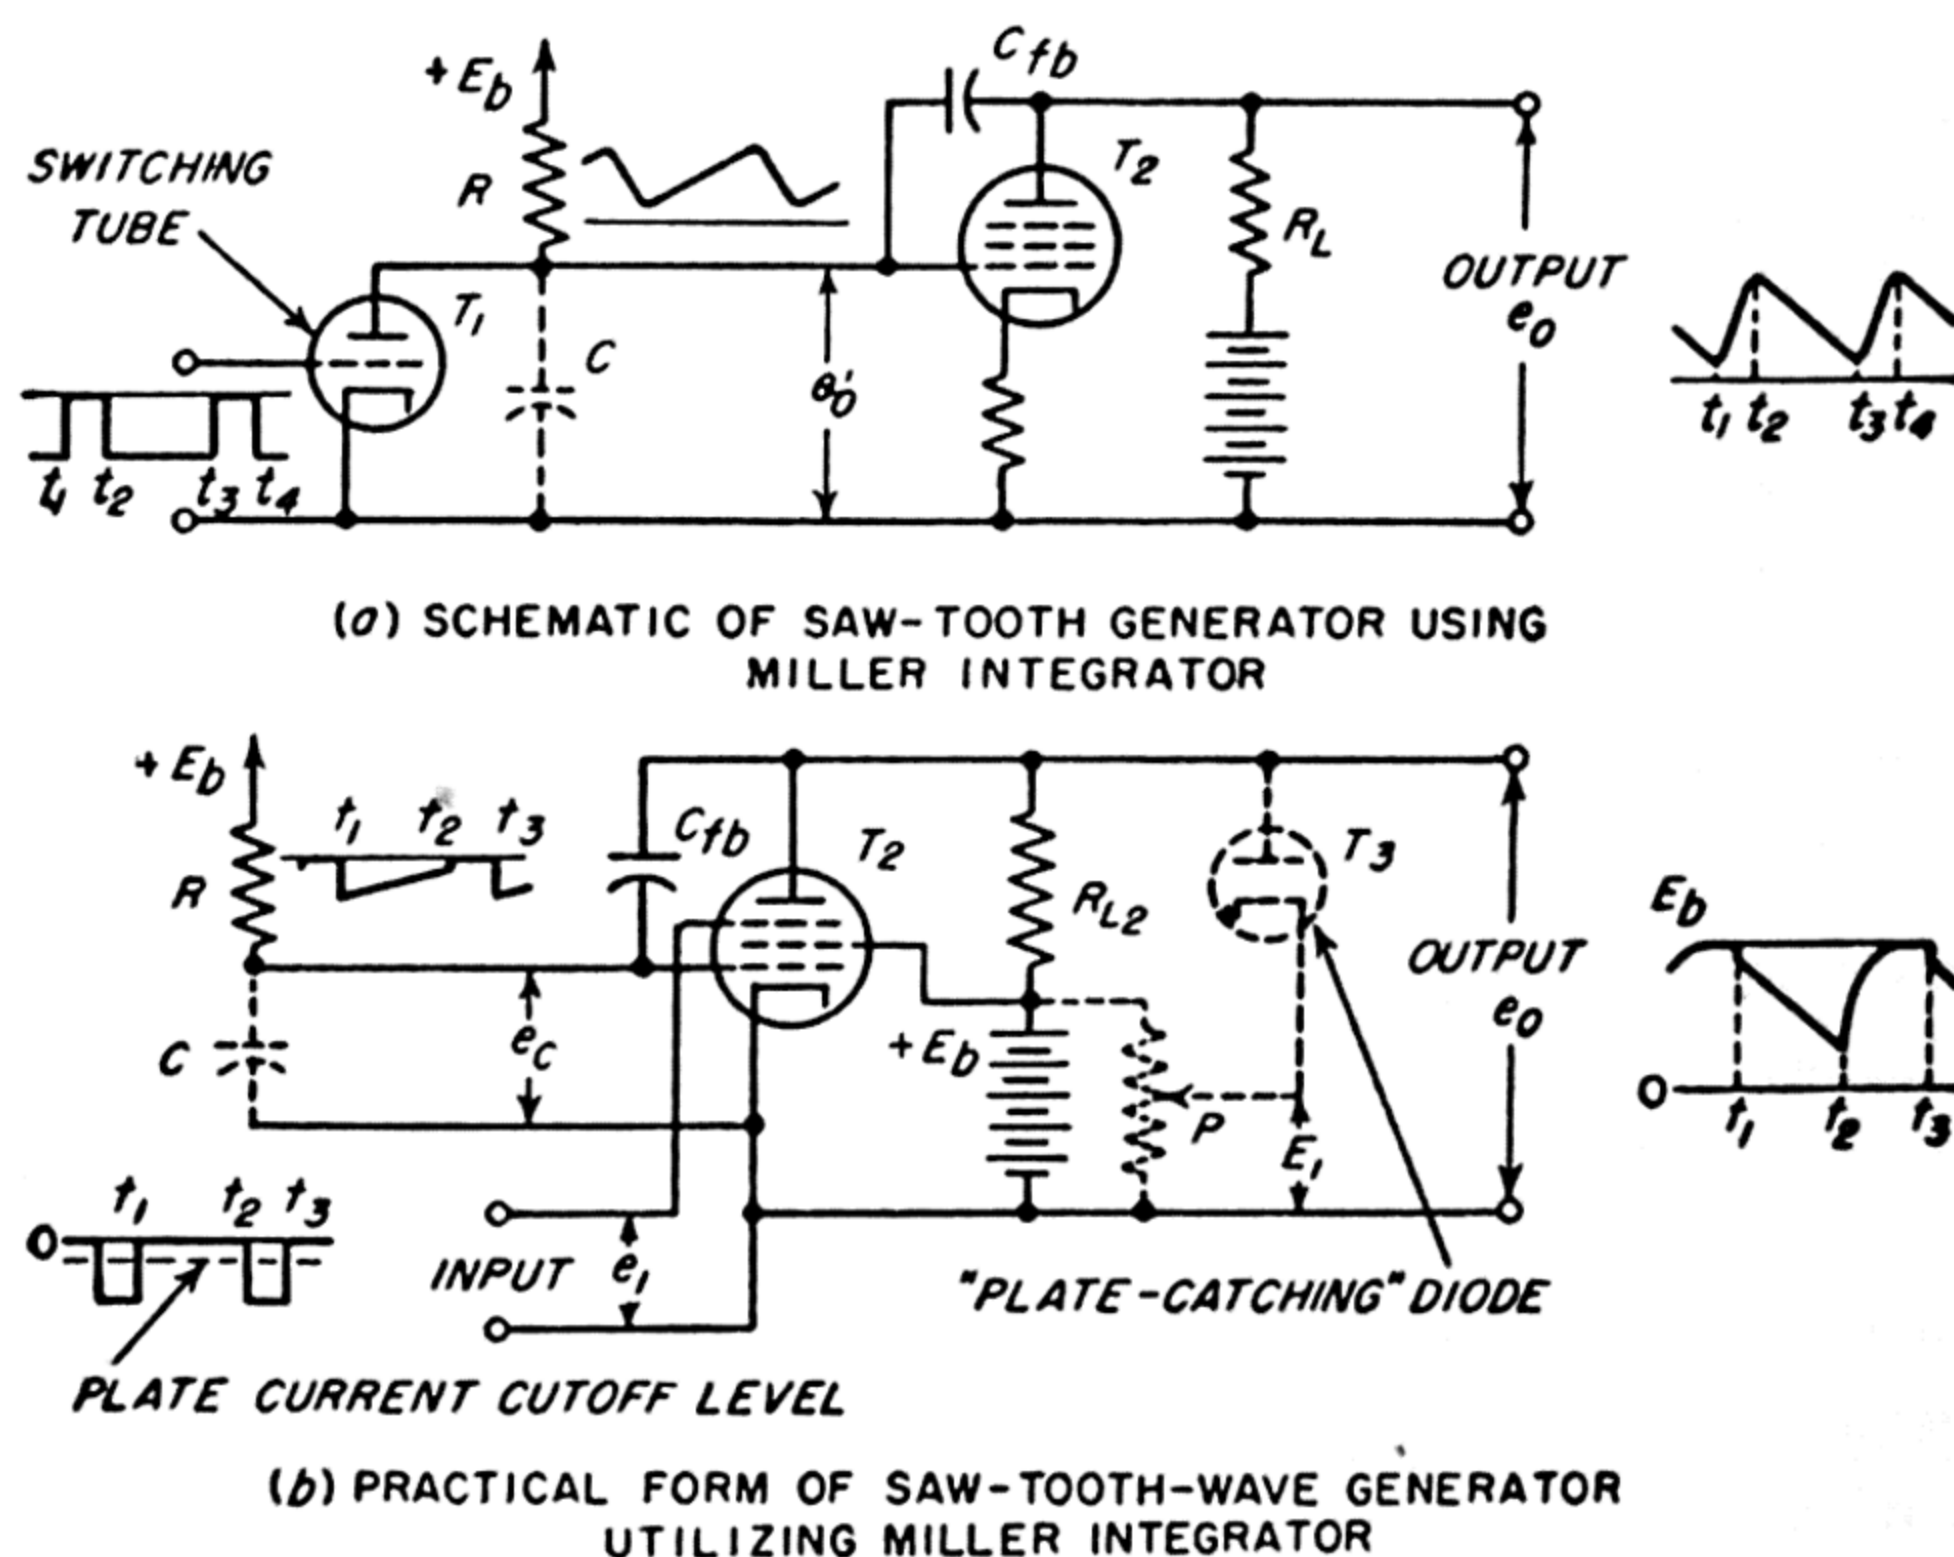 C fb
+ Eb
T2
SWITCHING
TUBE
R
RL
OUTPUT
eo
T1
C
e'o
t1 t2 t3 t4
t1 t2 t3 t4
(a) SCHEMATIC OF SAW-TOOTH GENERATOR USING
MILLER INTEGRATOR
+ Eb
t1 t2 t3
Cfb
T2
T3
R
RL2
Eb
OUTPUT
eo
C
ec
+ Eb
P
E1
O
t1 t2 t3
t1 t2 t3
O
INPUT e1
"PLATE-CATCHING" DIODE
PLATE CURRENT CUTOFF LEVEL
(b) PRACTICAL FORM OF SAW-TOOTH-WAVE GENERATOR
UTILIZING MILLER INTEGRATOR